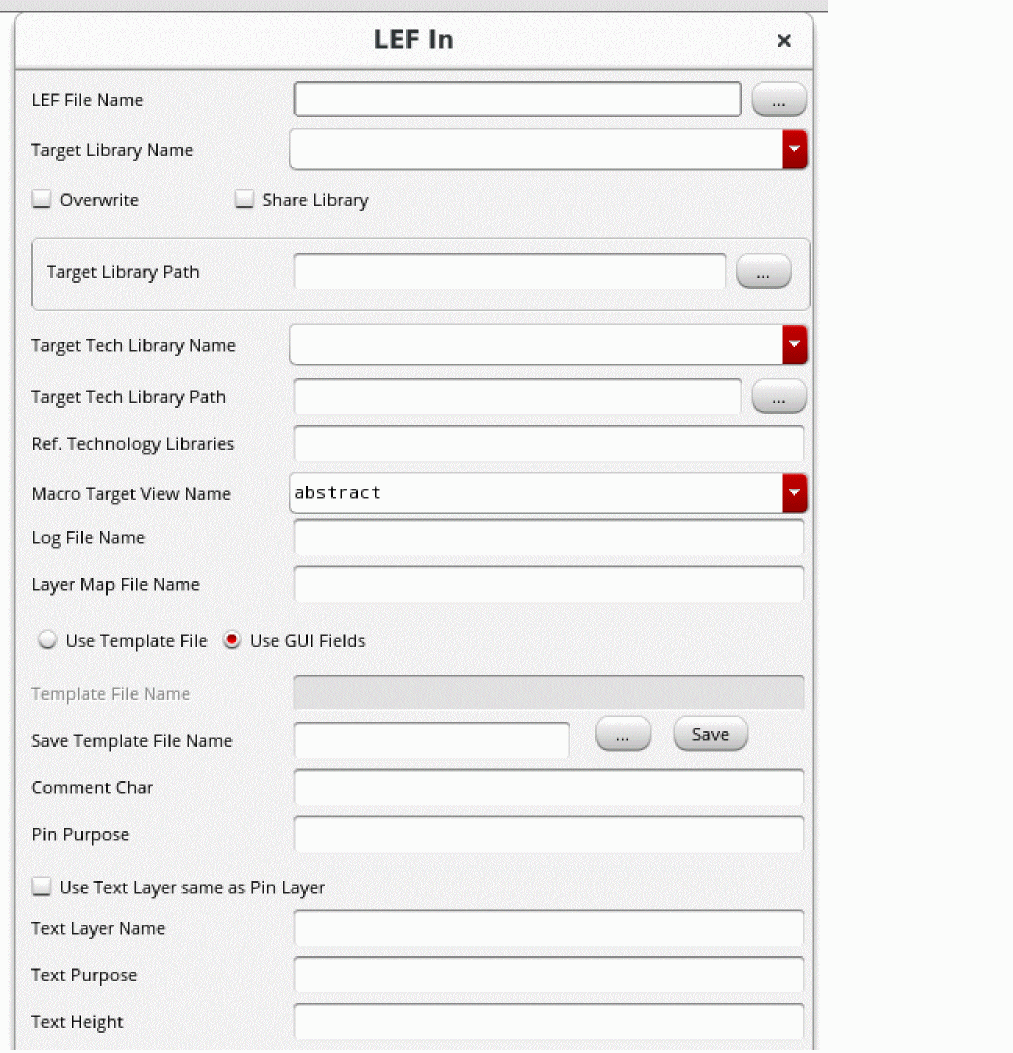 LEF In
LEF File Name ...
Target Library Name
Overwrite Share Library
Target Library Path ...
Target Tech Library Name
Target Tech Library Path ...
Ref. Technology Libraries
Macro Target View Name abstract
Log File Name
Layer Map File Name
Use Template File Use GUI Fields
Template File Name
Save Template File Name ... Save
Comment Char
Pin Purpose
Use Text Layer same as Pin Layer
Text Layer Name
Text Purpose
Text Height